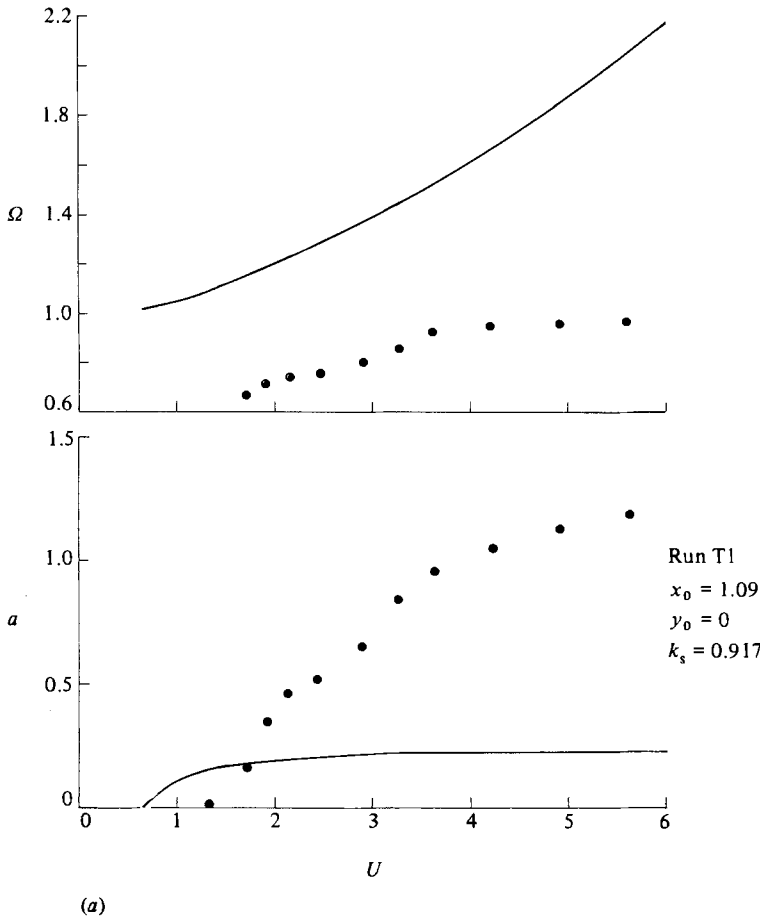 2.2
1.8
Ω
1.4
1.0
0.6
1.5
1.0
a
0.5
0
0 1 2 3 4 5 6
U
Run T1
x₀ = 1.09
y₀ = 0
kₛ = 0.917
(a)